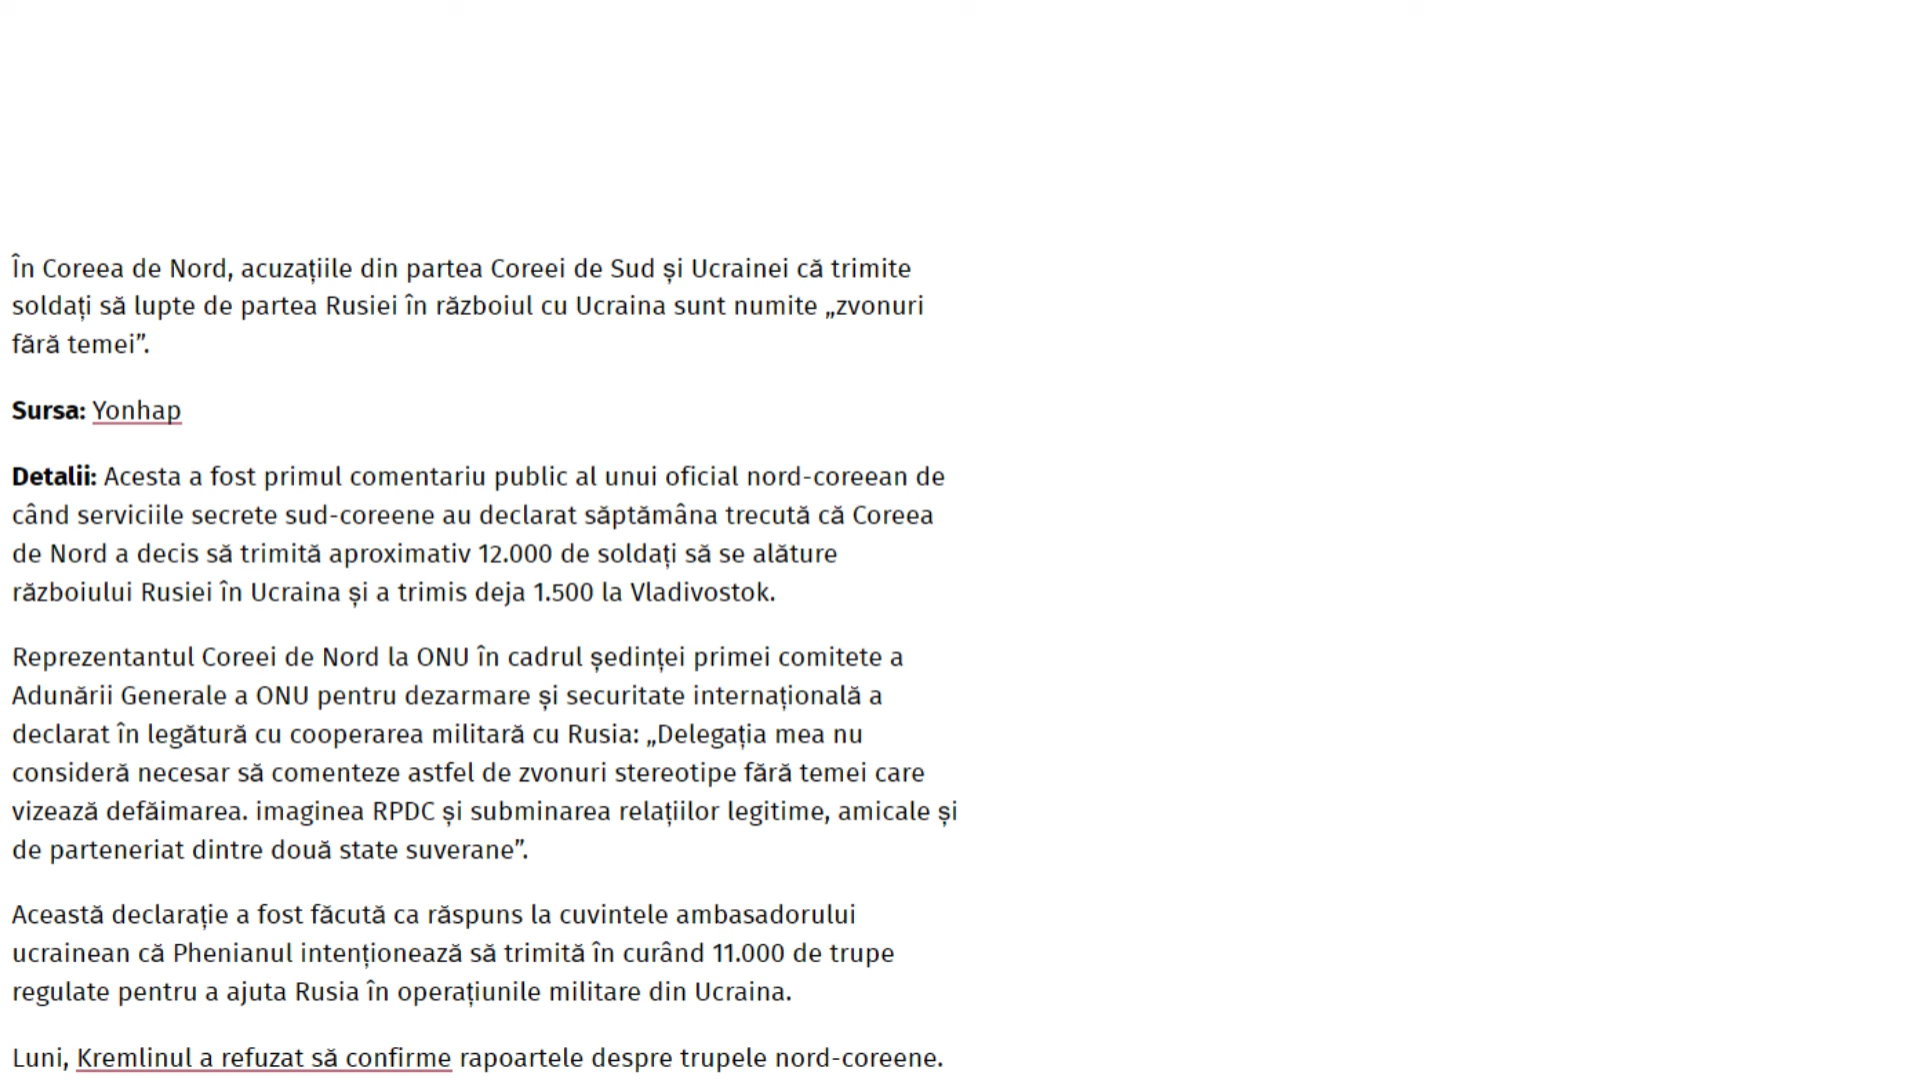 În Coreea de Nord, acuzațiile din partea Coreei de Sud și Ucrainei că trimite
soldați să lupte de partea Rusiei în războiul cu Ucraina sunt numite „zvonuri
fără temei”.
Sursa: Yonhap
Detalii: Acesta a fost primul comentariu public al unui oficial nord-coreean de
când serviciile secrete sud-coreene au declarat săptămâna trecută că Coreea
de Nord a decis să trimită aproximativ 12.000 de soldați să se alăture
războiului Rusiei în Ucraina și a trimis deja 1.500 la Vladivostok.
Reprezentantul Coreei de Nord la ONU în cadrul ședinței primei comitete a
Adunării Generale a ONU pentru dezarmare și securitate internațională a
declarat în legătură cu cooperarea militară cu Rusia: „Delegația mea nu
consideră necesar să comenteze astfel de zvonuri stereotipe fără temei care
vizează defăimarea. imaginea RPDC și subminarea relațiilor legitime, amicale și
de parteneriat dintre două state suverane”.
Această declarație a fost făcută ca răspuns la cuvintele ambasadorului
ucrainean că Phenianul intenționează să trimită în curând 11.000 de trupe
regulate pentru a ajuta Rusia în operațiunile militare din Ucraina.
Luni, Kremlinul a refuzat să confirme rapoartele despre trupele nord-coreene.